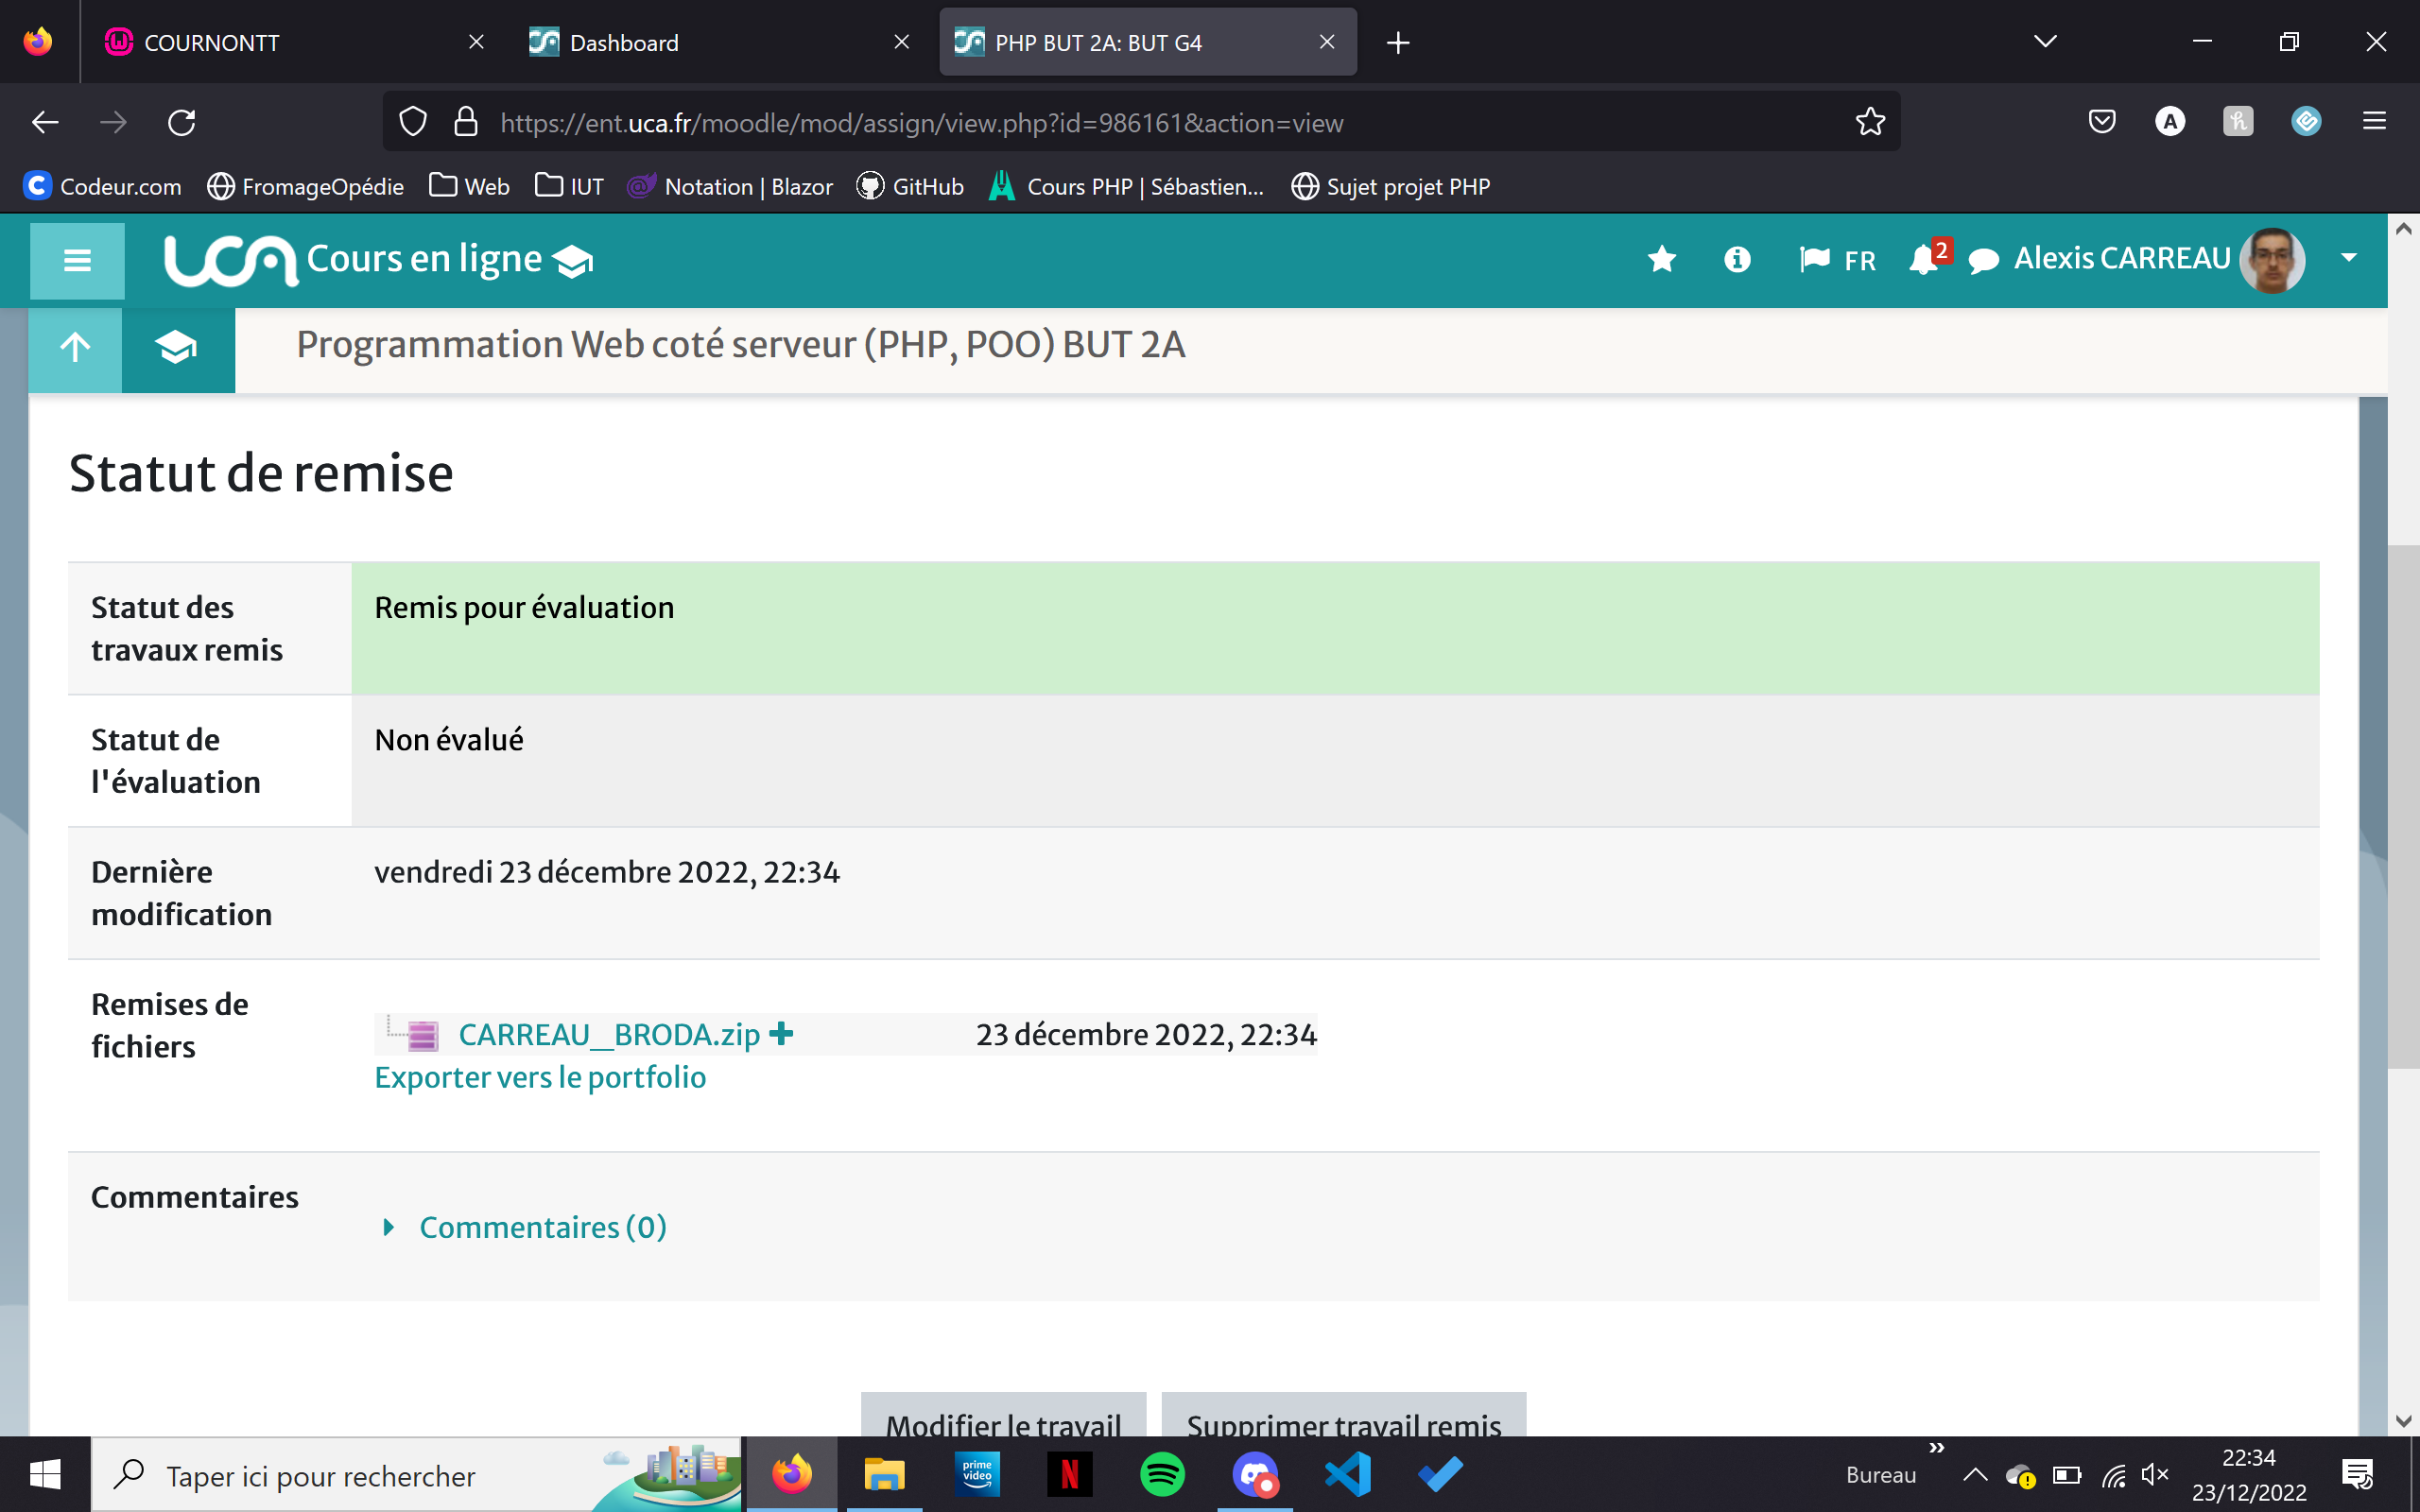 COURNONTT
Dashboard
PHP BUT 2A: BUT G4
https://ent.uca.fr/moodle/mod/assign/view.php?id=986161&action=view
A
h
C Codeur.com FromageOpédie Web IUT @ Notation | Blazor GitHub Cours PHP | Sébastien... Sujet projet PHP
uca Cours en ligne
FR 2 Alexis CARREAU
Programmation Web coté serveur (PHP, POO) BUT 2A
Statut de remise
Statut des travaux remis
Remis pour évaluation
Statut de l'évaluation
Non évalué
Dernière modification
vendredi 23 décembre 2022, 22:34
Remises de fichiers
CARREAU_BRODA.zip + 23 décembre 2022, 22:34
Exporter vers le portfolio
Commentaires
Commentaires (0)
Modifier le travail Supprimer travail remis
Taper ici pour rechercher
prime video
N
Bureau
»
22:34
23/12/2022